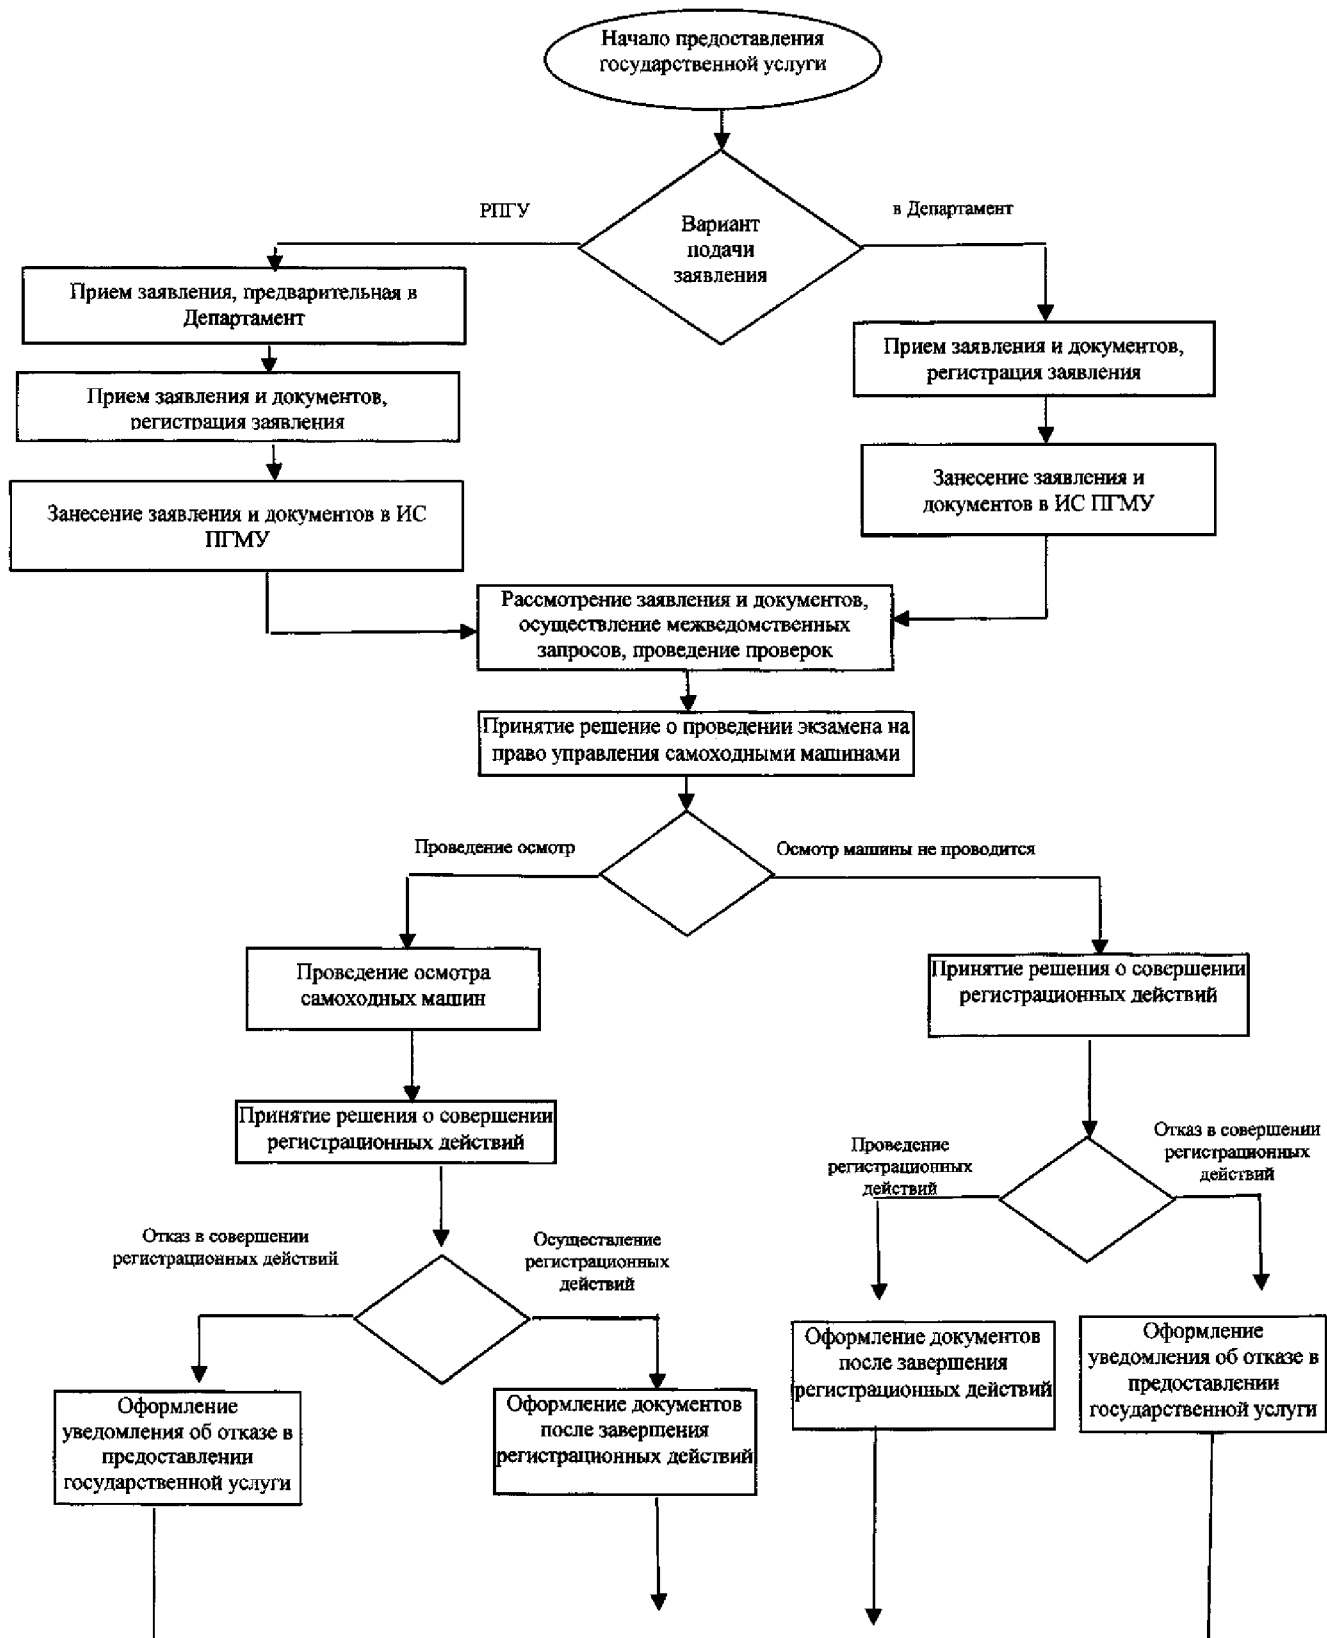 Начало предоставления
государственной услуги
РПГУ
в Департамент
Вариант
подачи
заявления
Прием заявления, предварительная в
Департамент
Прием заявления и документов,
регистрация заявления
Прием заявления и документов,
регистрация заявления
Занесение заявления и документов в ИС
ПГМУ
Занесение заявления и
документов в ИС ПГМУ
Рассмотрение заявления и документов,
осуществление межведомственных
запросов, проведение проверок
Принятие решение о проведении экзамена на
право управления самоходными машинами
Проведение осмотр
Осмотр машины не проводится
Проведение осмотра
самоходных машин
Принятие решения о совершении
регистрационных действий
Принятие решения о совершении
регистрационных действий
Проведение
регистрационных
действий
Отказ в совершении
регистрационных
действий
Отказ в совершении
регистрационных действий
Осуществление
регистрационных
действий
Оформление документов
после завершения
регистрационных действий
Оформление
уведомления об отказе в
предоставлении
государственной услуги
Оформление
уведомления об отказе в
предоставлении
государственной услуги
Оформление документов
после завершения
регистрационных действий